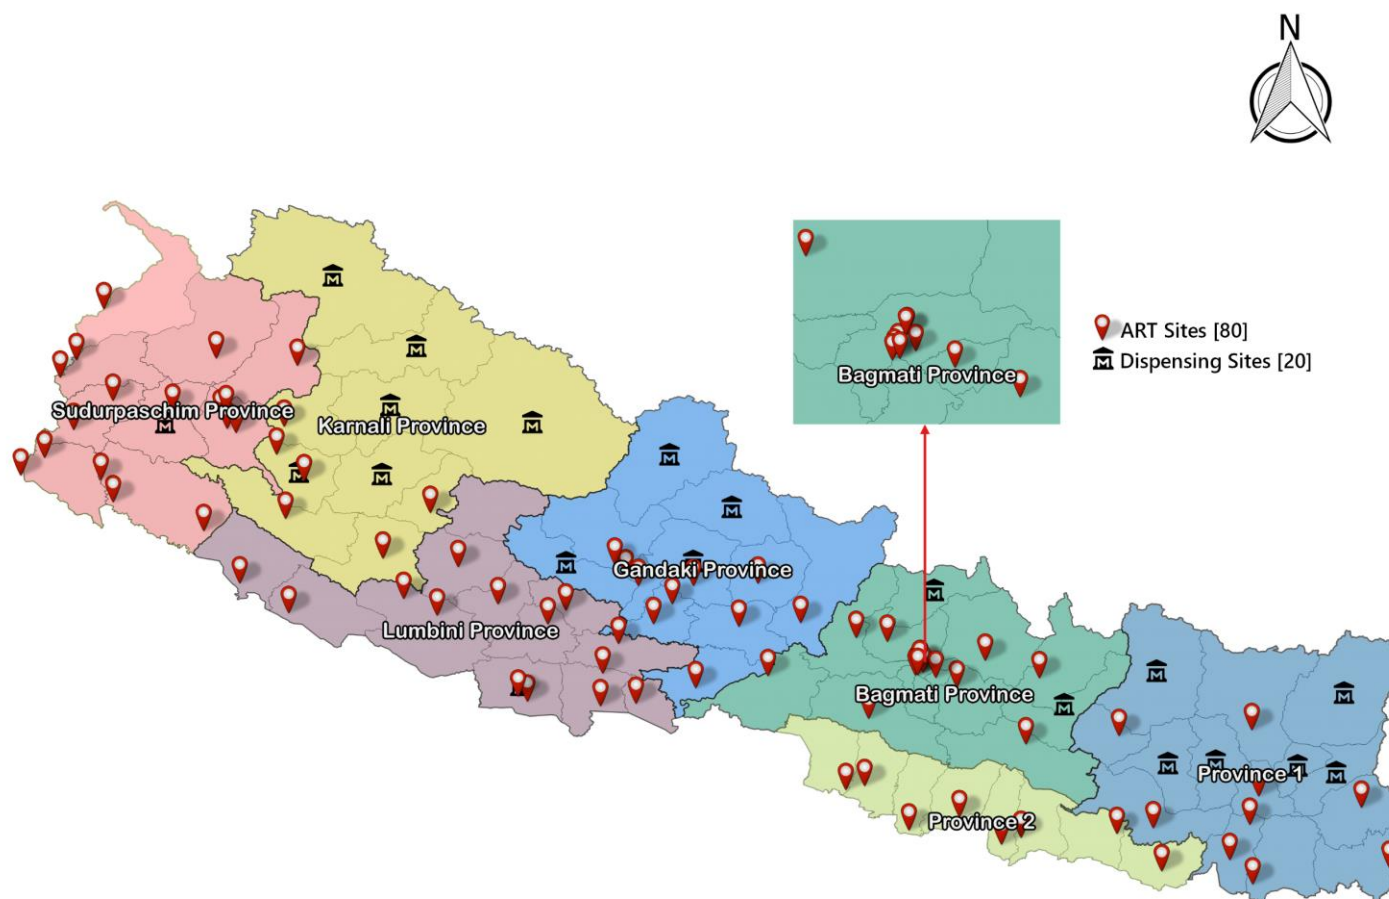 N
ART Sites [80]
Dispensing Sites [20]
Bagmati Province
Sudurpaschim Province
Karnali Province
Gandaki Province
Lumbini Province
Bagmati Province
Province 1
Province 2